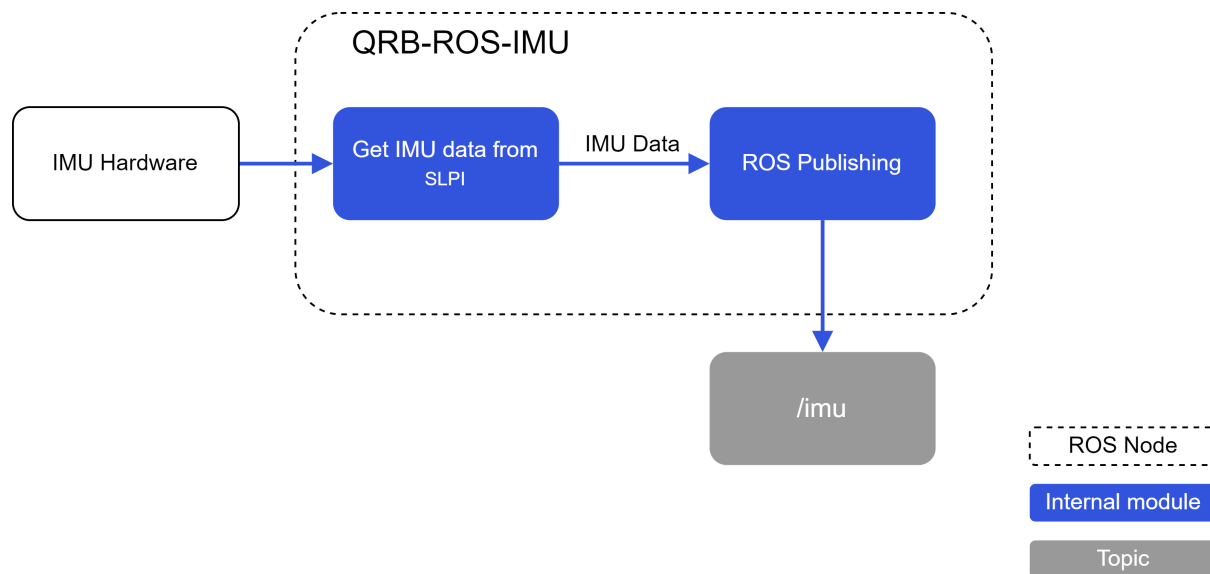 QRB-ROS-IMU
IMU Hardware
Get IMU data from
SLPI
IMU Data
ROS Publishing
/imu
ROS Node
Internal module
Topic